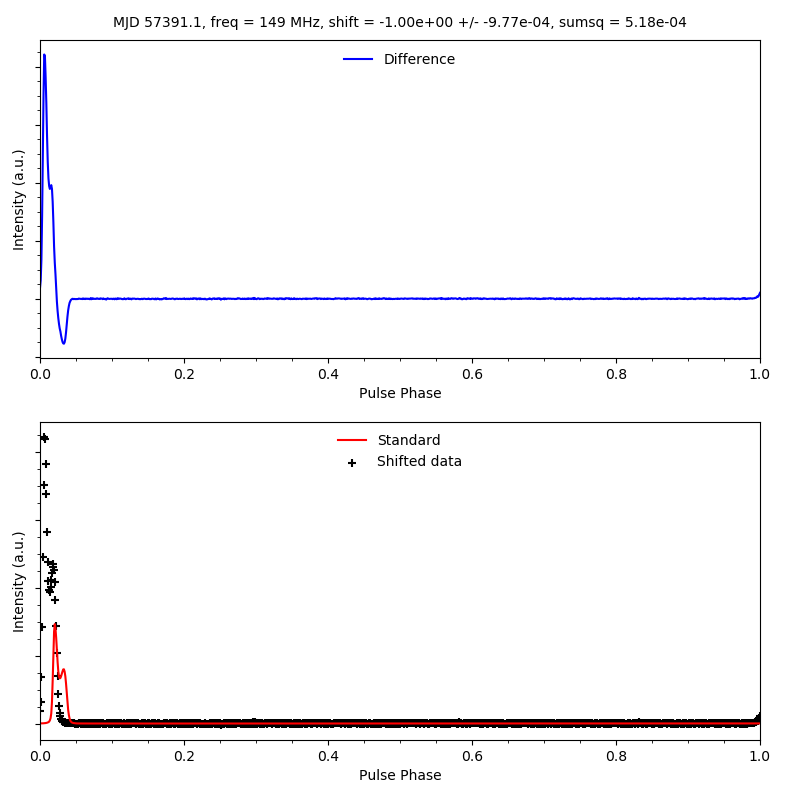 MJD 57391.1, freq = 149 MHz, shift = -1.00e+00 +/- -9.77e-04, sumsq = 5.18e-04
Difference
Intensity (a.u.)
0.0 0.2 0.4 0.6 0.8 1.0
Pulse Phase
Standard
Shifted data
Intensity (a.u.)
0.0 0.2 0.4 0.6 0.8 1.0
Pulse Phase